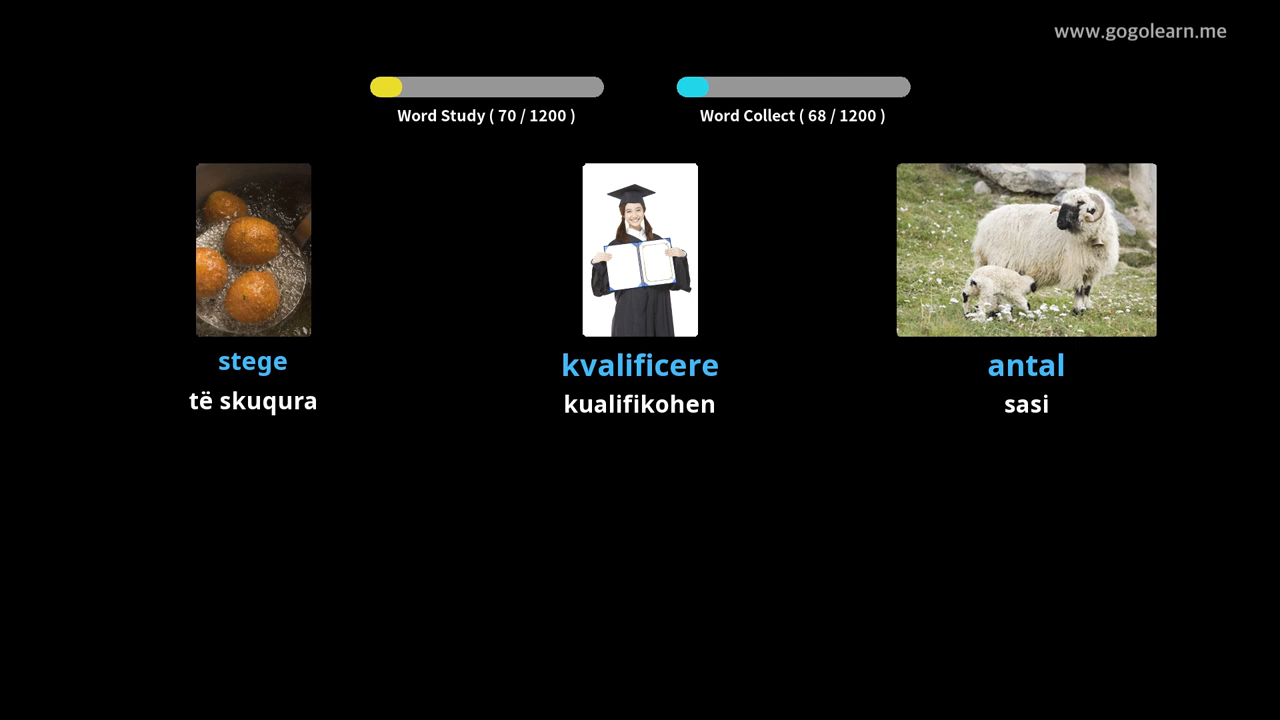 www.gogolearn.me
Word Study ( 70 / 1200 )
Word Collect ( 68 / 1200 )
stege
të skuqura
kvalificere
kualifikohen
antal
sasi